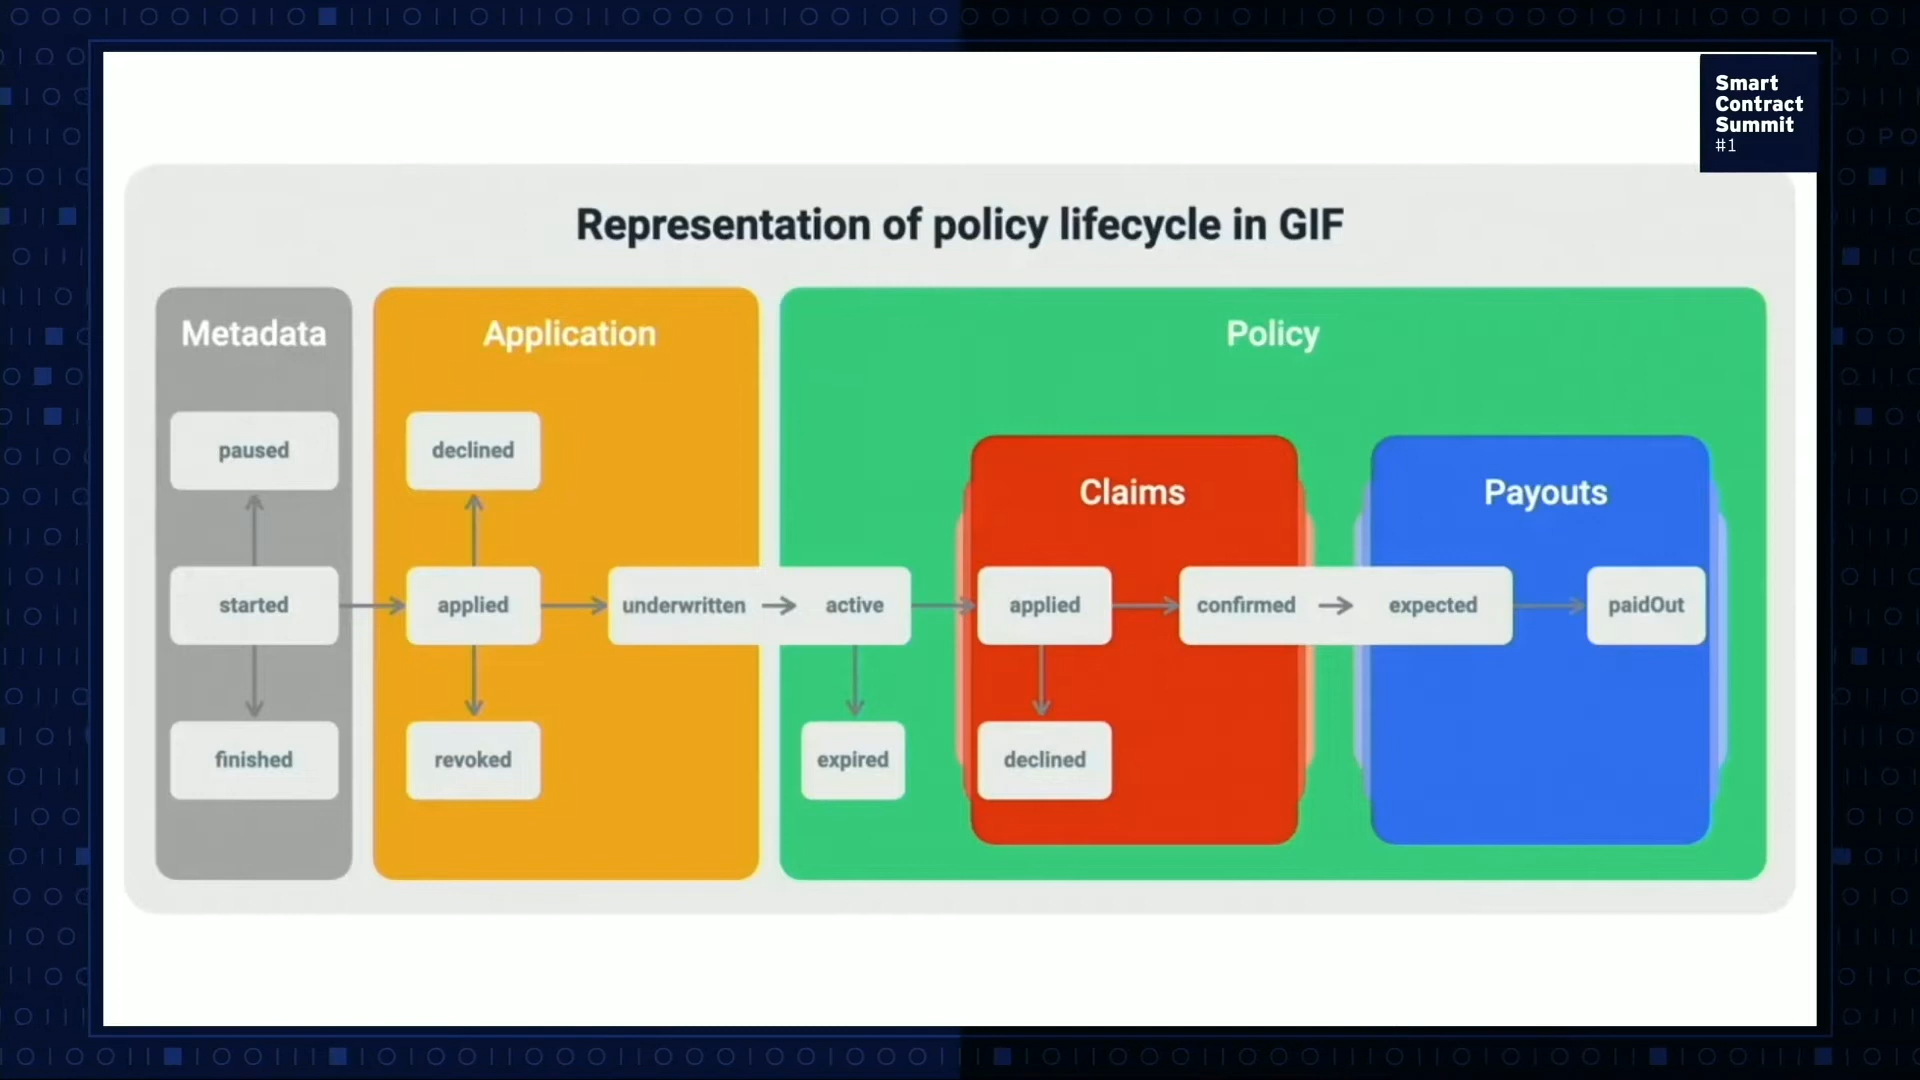 Smart
Contract
Summit
#1
Representation of policy lifecycle in GIF
Metadata
Application
Policy
paused
declined
Claims
Payouts
started
applied
underwritten
active
applied
confirmed
expected
paidOut
finished
revoked
expired
declined